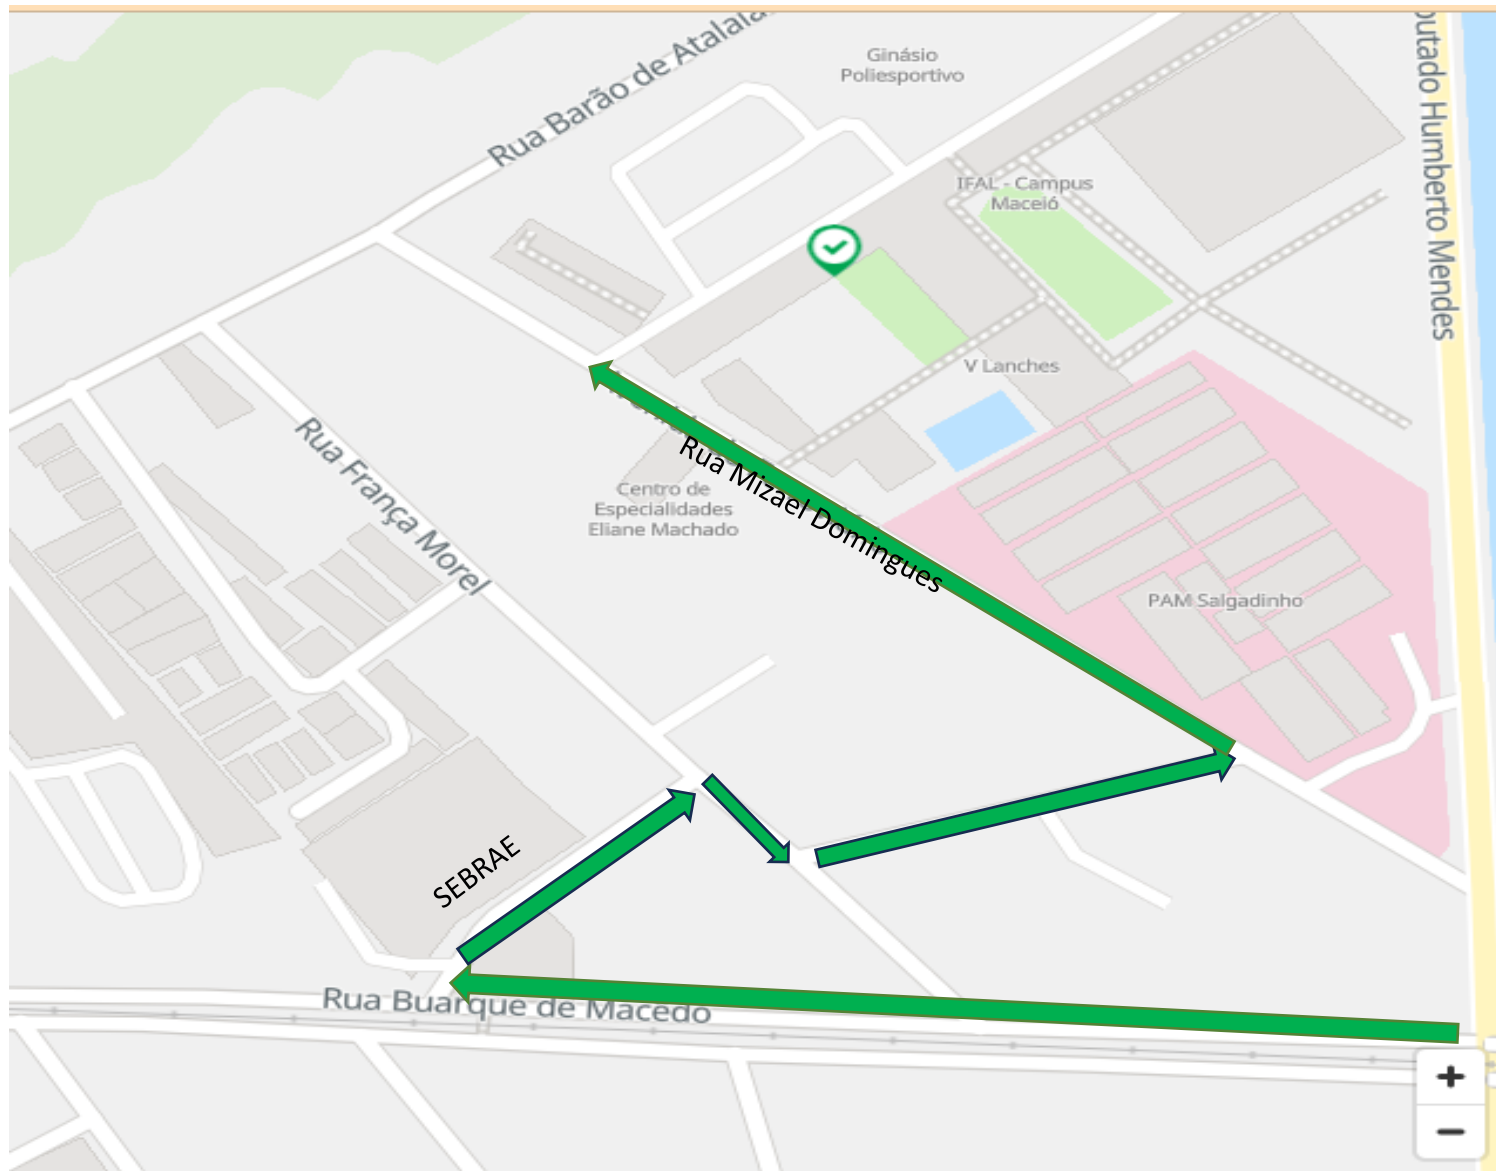 Rua Barão de Atalaia
Ginásio
Poliesportivo
IFAL - Campus
Maceió
putado Humberto Mendes
V Lanches
Rua França Morel
Rua Mizael Domingues
Centro de
Especialidades
Eliane Machado
PAM Salgadinho
SEBRAE
Rua Buarque de Macedo
+
−